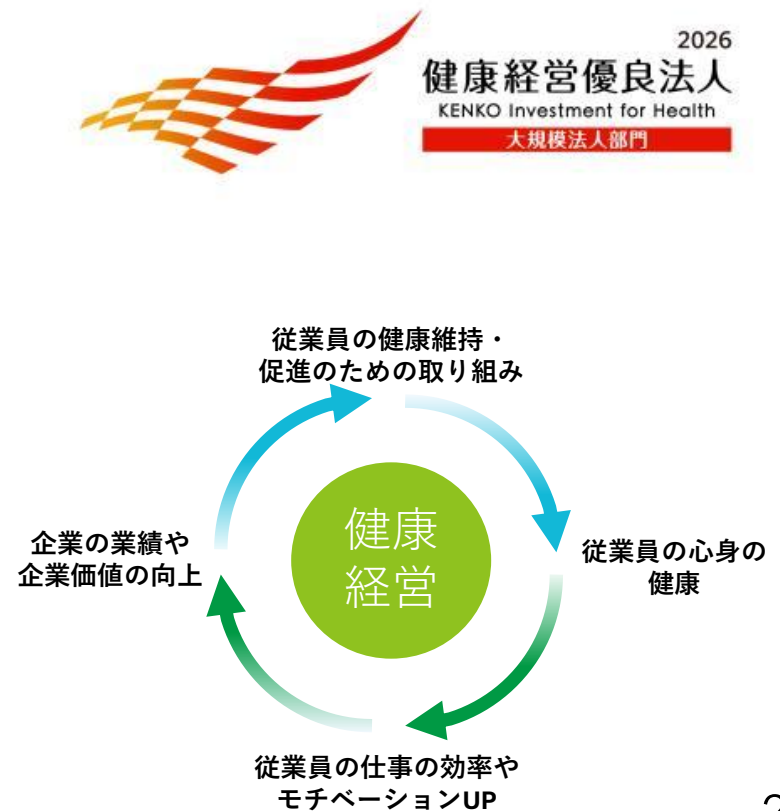 2026
健康経営優良法人
KENKO Investment for Health
大規模法人部門
従業員の健康維持・
促進のための取り組み
健康
経営
企業の業績や
企業価値の向上
従業員の心身の
健康
従業員の仕事の効率や
モチベーションUP